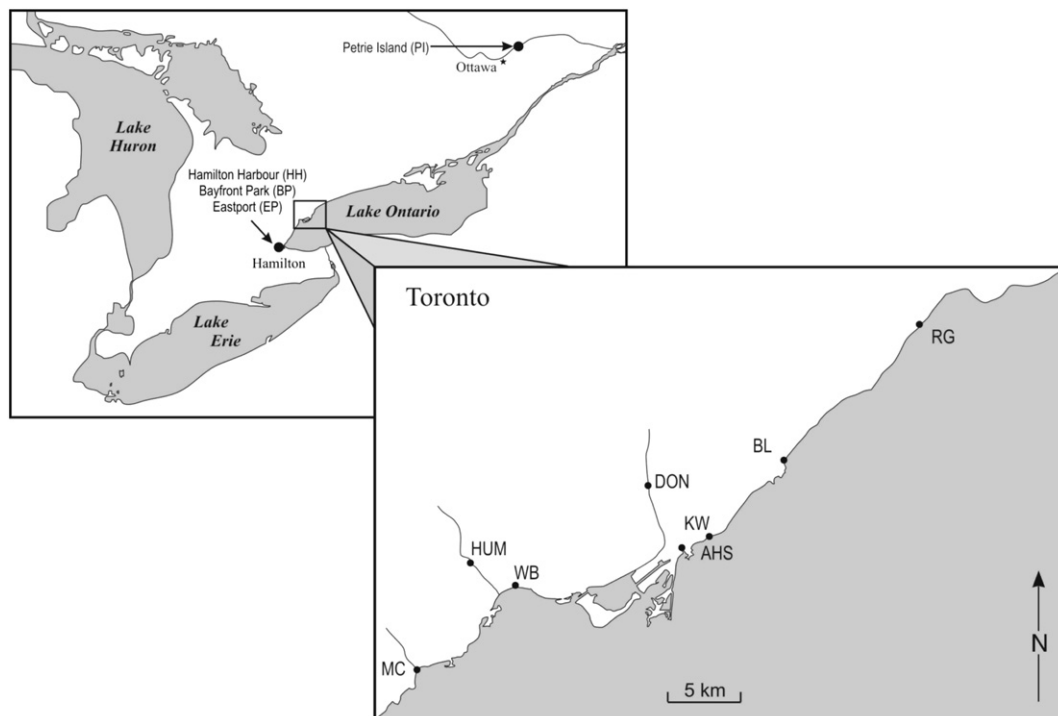 Petrie Island (PI)
Ottawa *
Lake
Huron
Hamilton Harbour (HH)
Bayfront Park (BP)
Eastport (EP)
Lake Ontario
Hamilton
Lake
Erie
Toronto
RG
BL
DON
KW
AHS
HUM
WB
MC
5 km
N